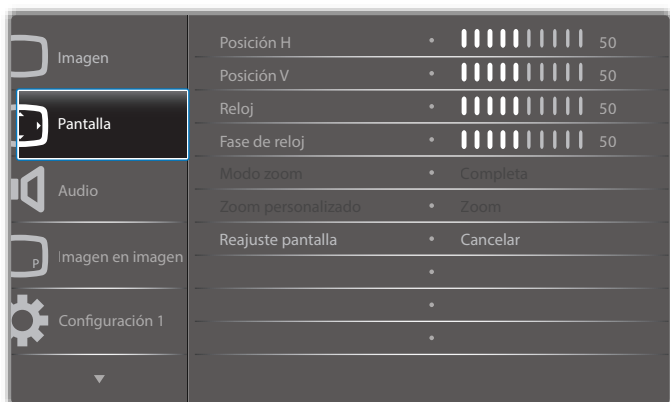 Imagen
Pantalla
Audio
P
Imagen en imagen
Configuración 1
Posición H • 50
Posición V • 50
Reloj • 50
Fase de reloj • 50
Modo zoom • Completa
Zoom personalizado • Zoom
Reajuste pantalla • Cancelar
•
•
•